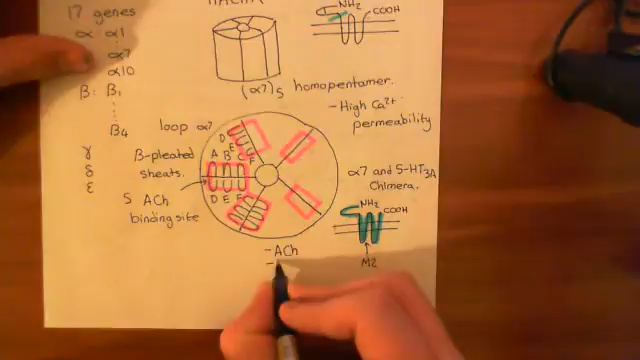 17 genes
α α1
⋮
α7
α10
β: β1
⋮
β4
γ
δ
ε
nAChR
NH2
COOH
(α7)5 homopentamer.
- High Ca2+
permeability
loop α7
β-pleated
sheats.
5 ACh
binding site
D
E
F
A B C
C
F
D E F
α7 and 5-HT3A
Chimera.
NH2
COOH
M2
- ACh
-